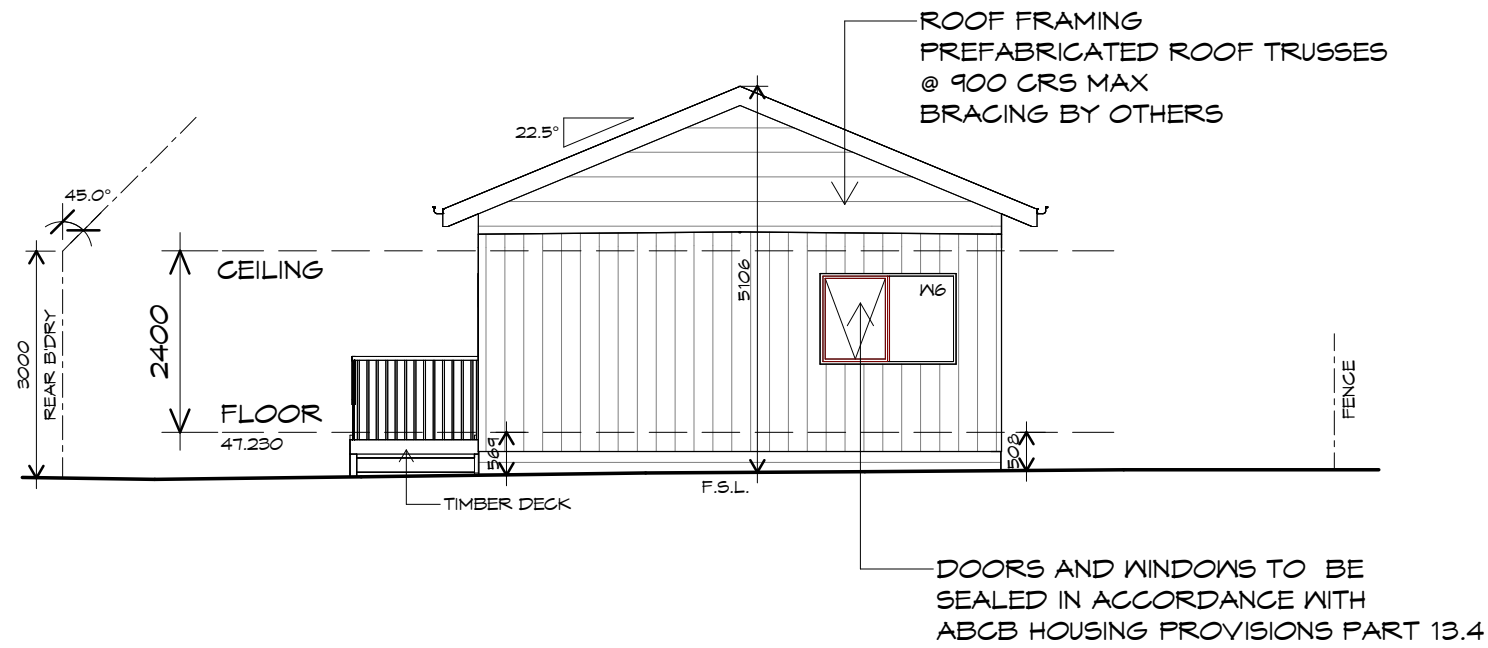 ROOF FRAMING
PREFABRICATED ROOF TRUSSES
@ 900 CRS MAX
BRACING BY OTHERS
22.5°
45.0°
CEILING
2400
3000
REAR B'DRY
5106
W6
FLOOR
47.230
569
508
FENCE
F.S.L.
TIMBER DECK
DOORS AND WINDOWS TO BE
SEALED IN ACCORDANCE WITH
ABCB HOUSING PROVISIONS PART 13.4